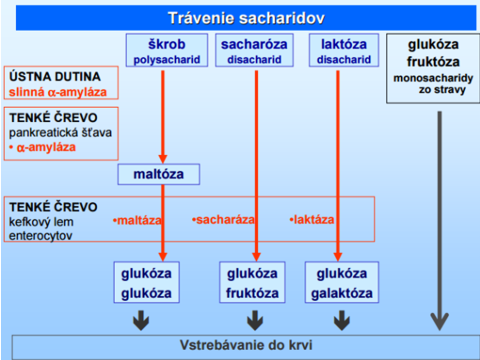 Trávenie sacharidov
škrob
polysacharid
sacharóza
disacharid
laktóza
disacharid
glukóza
fruktóza
monosacharidy
zo stravy
ÚSTNA DUTINA
slinná α-amyláza
TENKÉ ČREVO
pankreatická šťava
• α-amyláza
maltóza
TENKÉ ČREVO
kefkový lem
enterocytov
•maltáza
•sacharáza
•laktáza
glukóza
glukóza
glukóza
fruktóza
glukóza
galaktóza
Vstrebávanie do krvi